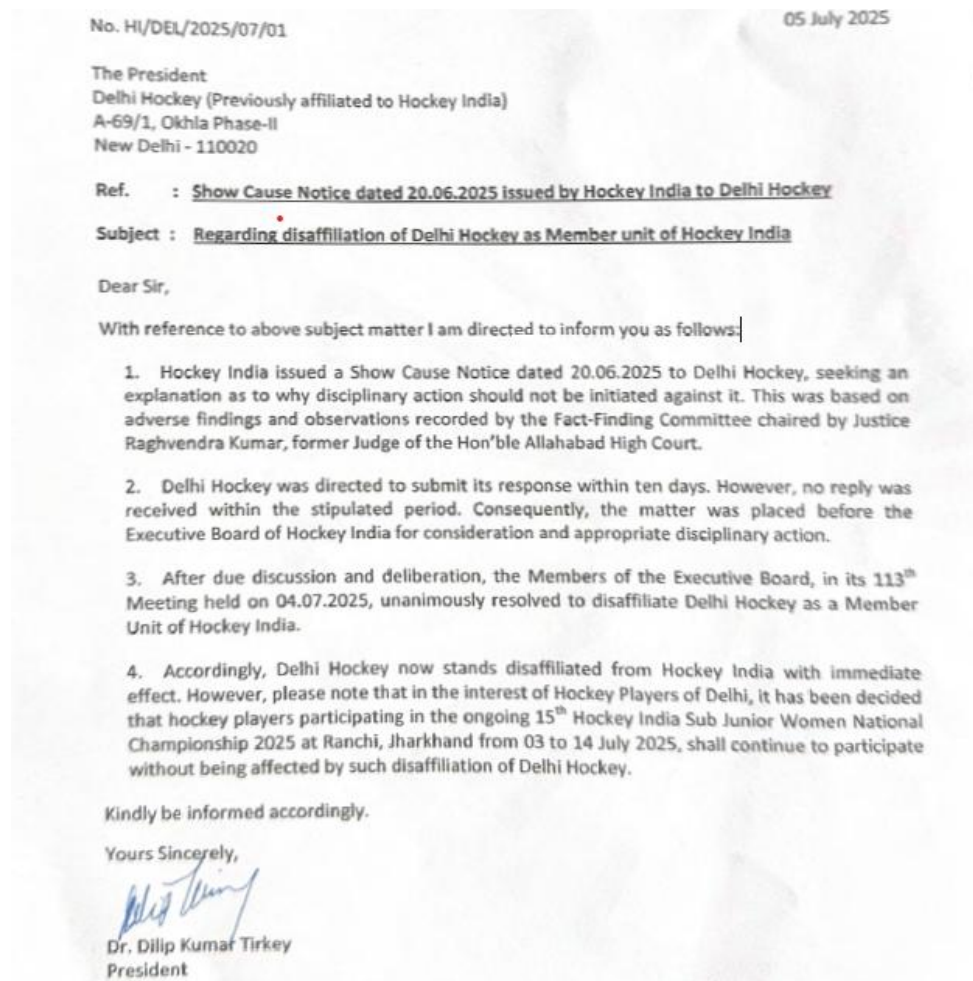 05 July 2025
No. HI/DEL/2025/07/01
The President
Delhi Hockey (Previously affiliated to Hockey India)
A-69/1, Okhla Phase-II
New Delhi - 110020
Ref. : Show Cause Notice dated 20.06.2025 issued by Hockey India to Delhi Hockey
Subject : Regarding disaffiliation of Delhi Hockey as Member unit of Hockey India
Dear Sir,
With reference to above subject matter I am directed to inform you as follows:
1. Hockey India issued a Show Cause Notice dated 20.06.2025 to Delhi Hockey, seeking an
explanation as to why disciplinary action should not be initiated against it. This was based on
adverse findings and observations recorded by the Fact-Finding Committee chaired by Justice
Raghvendra Kumar, former Judge of the Hon'ble Allahabad High Court.
2. Delhi Hockey was directed to submit its response within ten days. However, no reply was
received within the stipulated period. Consequently, the matter was placed before the
Executive Board of Hockey India for consideration and appropriate disciplinary action.
3. After due discussion and deliberation, the Members of the Executive Board, in its 113th
Meeting held on 04.07.2025, unanimously resolved to disaffiliate Delhi Hockey as a Member
Unit of Hockey India.
4. Accordingly, Delhi Hockey now stands disaffiliated from Hockey India with immediate
effect. However, please note that in the interest of Hockey Players of Delhi, it has been decided
that hockey players participating in the ongoing 15th Hockey India Sub Junior Women National
Championship 2025 at Ranchi, Jharkhand from 03 to 14 July 2025, shall continue to participate
without being affected by such disaffiliation of Delhi Hockey.
Kindly be informed accordingly.
Yours Sincerely,
Dr. Dilip Kumar Tirkey
President